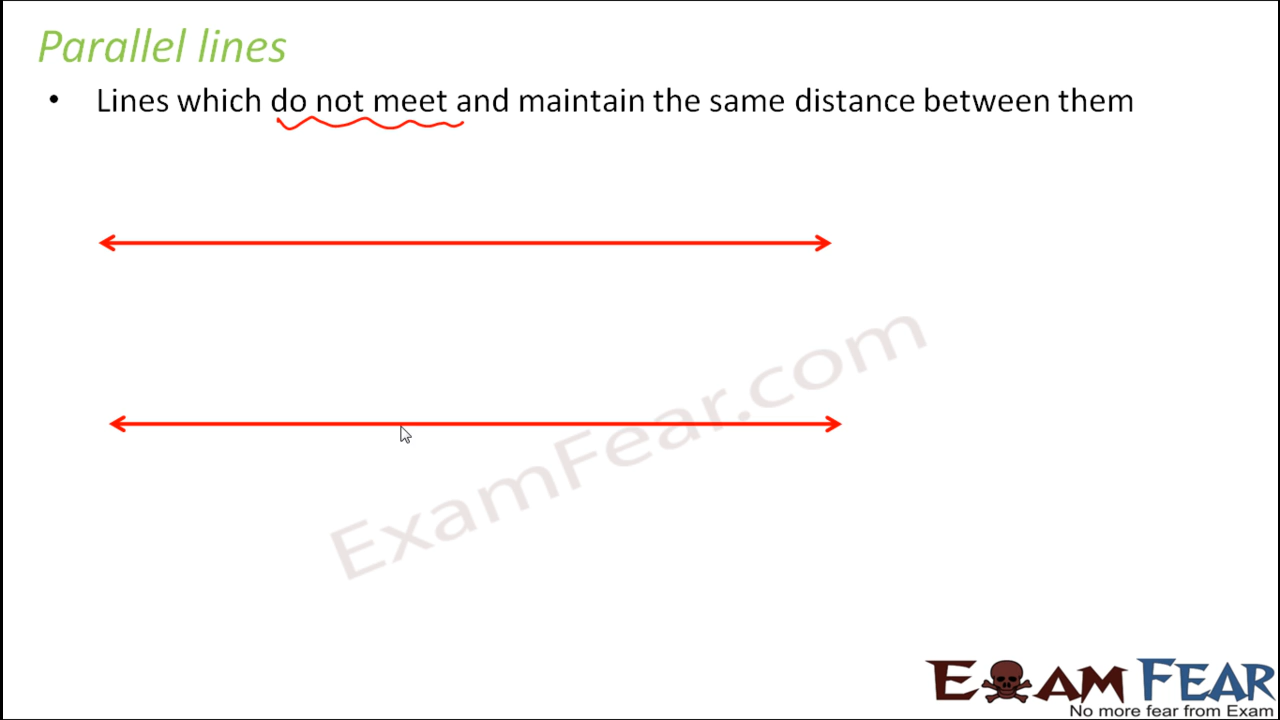 Parallel lines
• Lines which do not meet and maintain the same distance between them
ExamFear.com
EXAM FEAR
No more fear from Exam